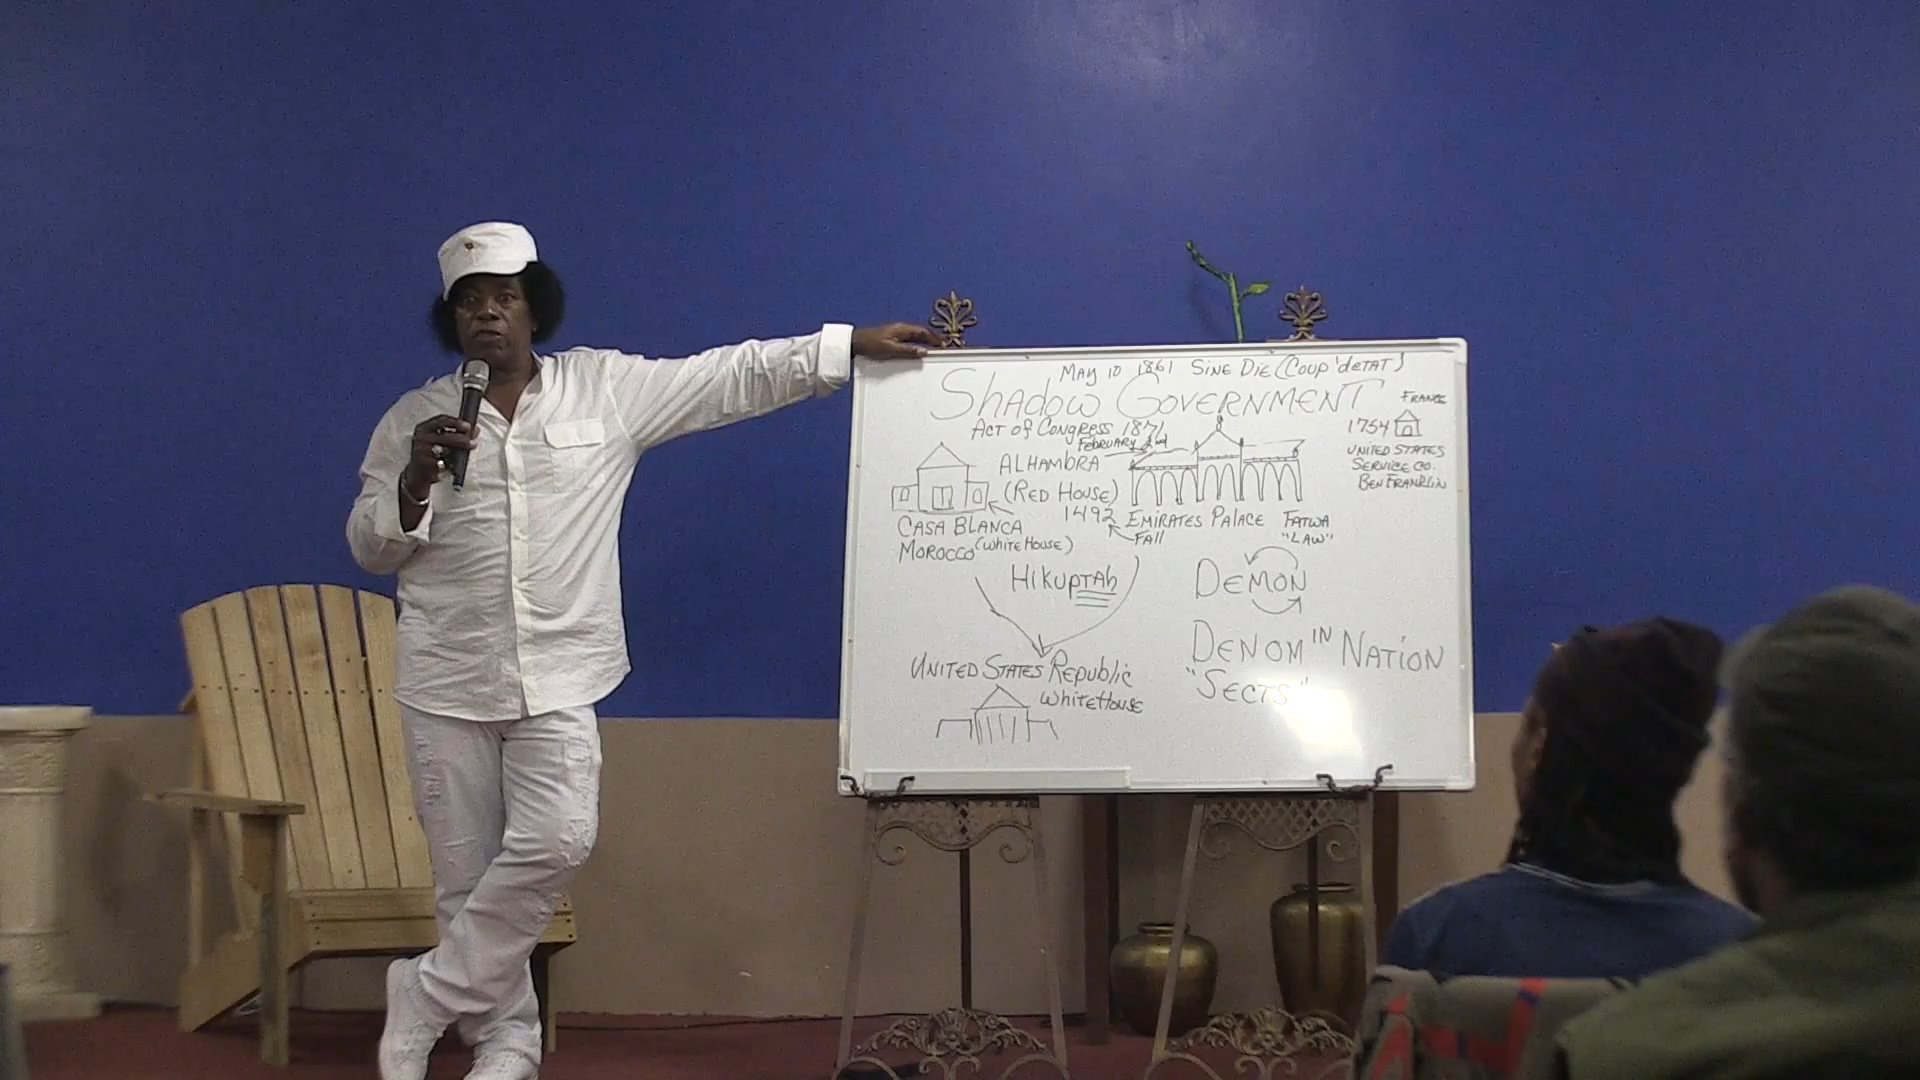 MAY 10 1861 SINE DIE (COUP 'dETAT)
SHADOW GOVERNMENT
ACT OF CONGRESS 1871
FEBRUARY 2nd
ALHAMBRA
(RED HOUSE)
1492
FAll
CASA BLANCA
MOROCCO (WHITE HOUSE)
EMIRATES PALACE
FATWA
"LAW"
FRANCE
1754
UNITED STATES
SERVICE CO.
BEN FRANKLIN
HIKUPTAH
DEMON
DENOM IN NATION
"SECTS"
UNITED STATES REPUBLIC
WHITEHOUSE